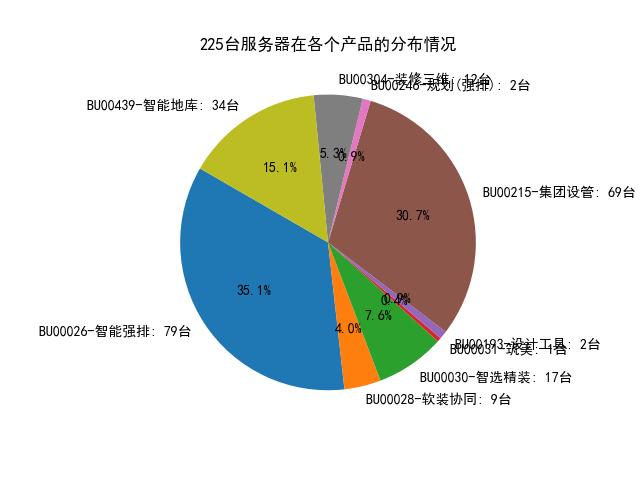 225台服务器在各个产品的分布情况
BU00304-装修三维: 12台
BU00246-规划(强排): 2台
BU00439-智能地库: 34台
5.3%
0.9%
15.1%
BU00215-集团设管: 69台
30.7%
35.1%
0.9%
0.4%
7.6%
4.0%
BU00026-智能强排: 79台
BU00193-设计工具: 2台
BU00031-筑美: 1台
BU00030-智选精装: 17台
BU00028-软装协同: 9台